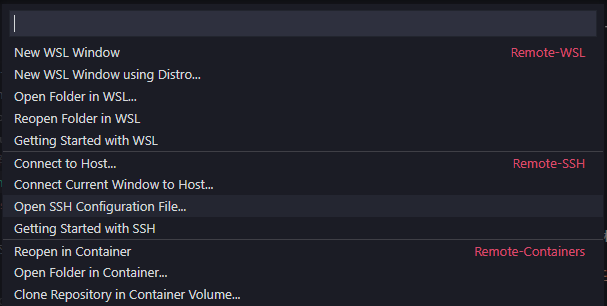 New WSL Window Remote-WSL
New WSL Window using Distro...
Open Folder in WSL...
Reopen Folder in WSL
Getting Started with WSL
Connect to Host... Remote-SSH
Connect Current Window to Host...
Open SSH Configuration File...
Getting Started with SSH
Reopen in Container Remote-Containers
Open Folder in Container...
Clone Repository in Container Volume...